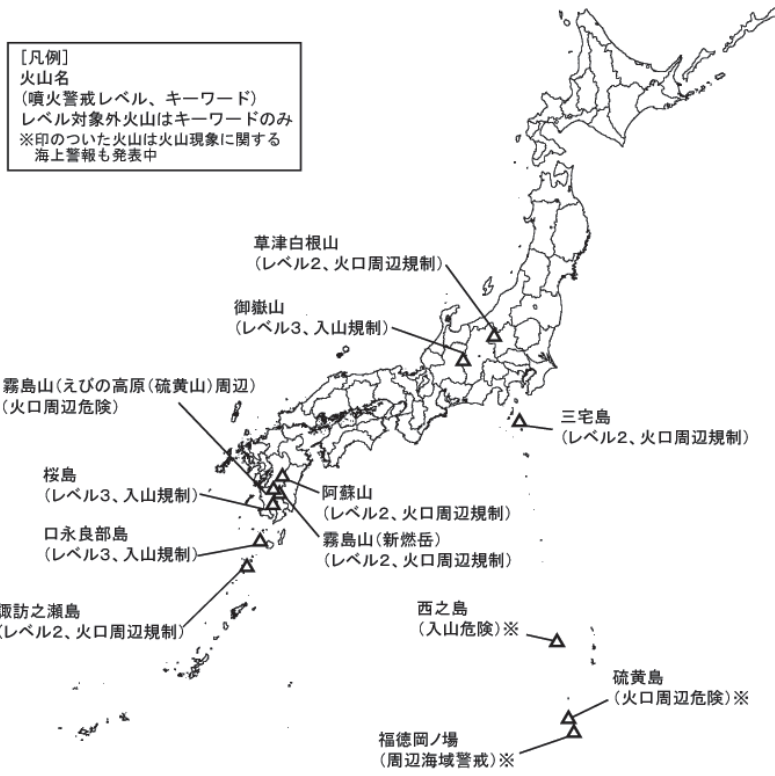 [凡例]
火山名
(噴火警戒レベル、キーワード)
レベル対象外火山はキーワードのみ
※印のついた火山は火山現象に関する
海上警報も発表中
草津白根山
(レベル2、火口周辺規制)
御嶽山
(レベル3、入山規制)
霧島山(えびの高原(硫黄山)周辺)
(火口周辺危険)
三宅島
(レベル2、火口周辺規制)
桜島
(レベル3、入山規制)
阿蘇山
(レベル2、火口周辺規制)
口永良部島
(レベル3、入山規制)
霧島山(新燃岳)
(レベル2、火口周辺規制)
諏訪之瀬島
(レベル2、火口周辺規制)
西之島
(入山危険)※
硫黄島
(火口周辺危険)※
福徳岡ノ場
(周辺海域警戒)※